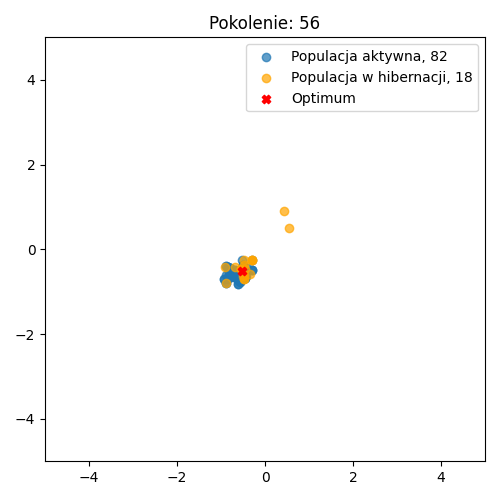 Pokolenie: 56
Populacja aktywna, 82
Populacja w hibernacji, 18
Optimum
4
2
0
−2
−4
−4
−2
0
2
4